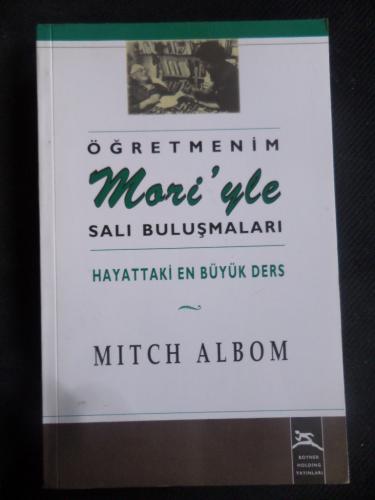 ÖĞRETMENİM
Mori'yle
SALI BULUŞMALARI
HAYATTAKİ EN BÜYÜK DERS
MITCH ALBOM
BOYNER
HOLDING
YAYINLARI